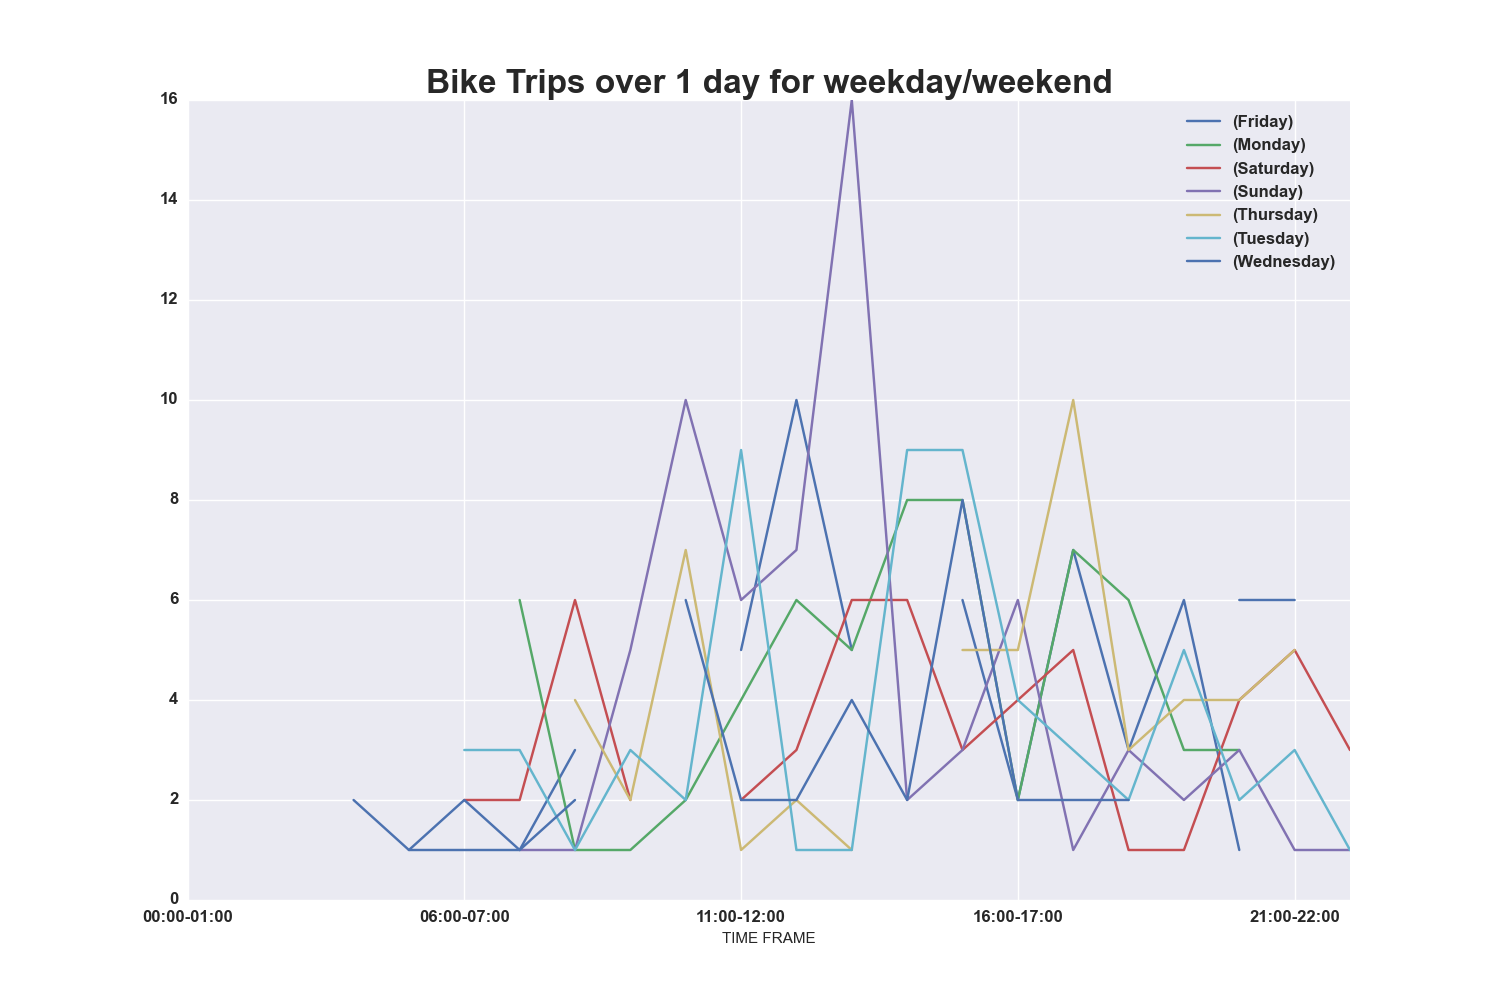 Bike Trips over 1 day for weekday/weekend
16
14
12
10
8
6
4
2
0
(Friday)
(Monday)
(Saturday)
(Sunday)
(Thursday)
(Tuesday)
(Wednesday)
00:00-01:00 06:00-07:00 11:00-12:00 16:00-17:00 21:00-22:00
TIME FRAME